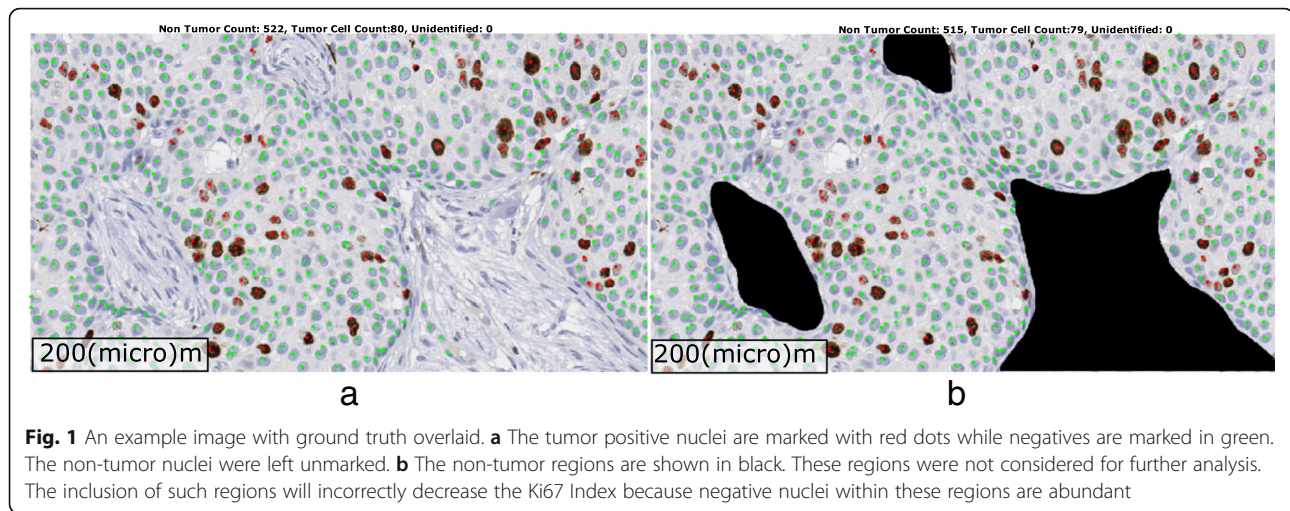 Non Tumor Count: 522, Tumor Cell Count:80, Unidentified: 0
Non Tumor Count: 515, Tumor Cell Count:79, Unidentified: 0
200(micro)m
200(micro)m
a
b
Fig. 1 An example image with ground truth overlaid. a The tumor positive nuclei are marked with red dots while negatives are marked in green.
The non-tumor nuclei were left unmarked. b The non-tumor regions are shown in black. These regions were not considered for further analysis.
The inclusion of such regions will incorrectly decrease the Ki67 Index because negative nuclei within these regions are abundant